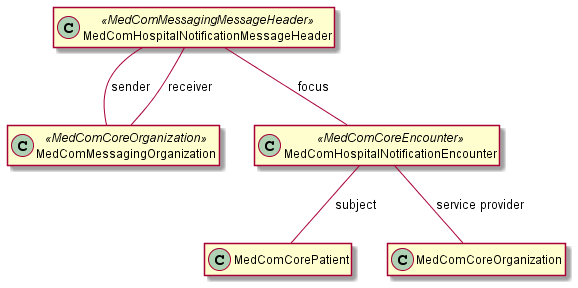 C
«MedComMessagingMessageHeader»
MedComHospitalNotificationMessageHeader
sender
receiver
focus
C
«MedComCoreOrganization»
MedComMessagingOrganization
C
«MedComCoreEncounter»
MedComHospitalNotificationEncounter
subject
service provider
C
MedComCorePatient
C
MedComCoreOrganization